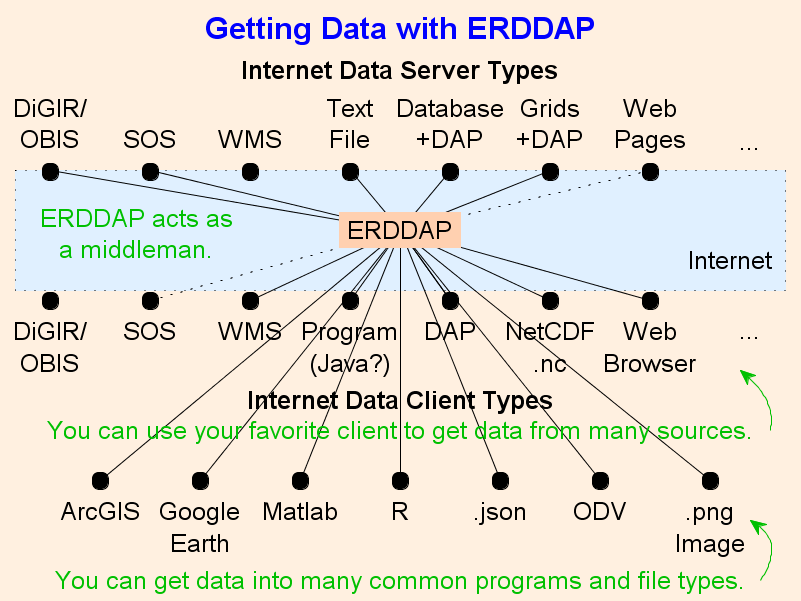 Getting Data with ERDDAP
Internet Data Server Types
DiGIR/ OBIS
SOS
WMS
Text File
Database +DAP
Grids +DAP
Web Pages
...
ERDDAP acts as
a middleman.
ERDDAP
Internet
DiGIR/ OBIS
SOS
WMS
Program (Java?)
DAP
NetCDF .nc
Web Browser
...
Internet Data Client Types
You can use your favorite client to get data from many sources.
ArcGIS
Google Earth
Matlab
R
.json
ODV
.png Image
You can get data into many common programs and file types.